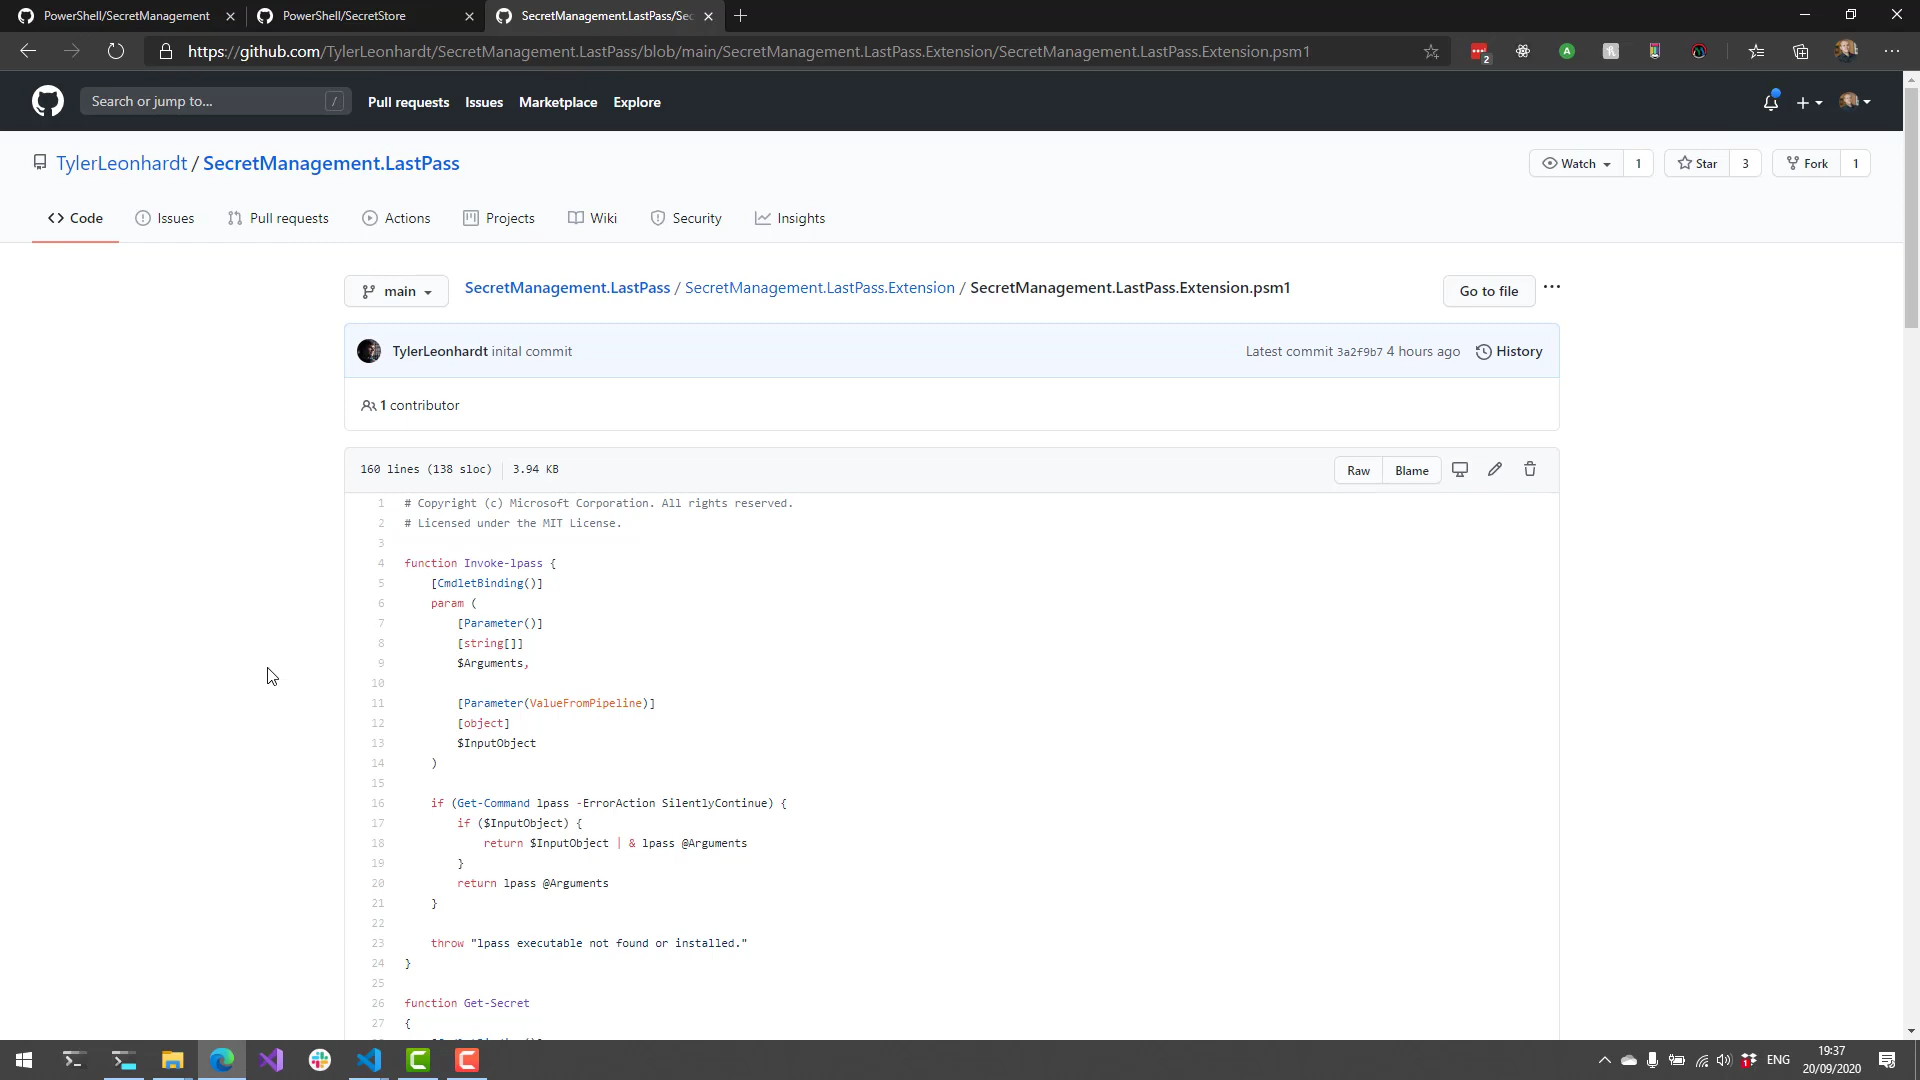 PowerShell/SecretManagement
PowerShell/SecretStore
SecretManagement.LastPass/Sec
https://github.com/TylerLeonhardt/SecretManagement.LastPass/blob/main/SecretManagement.LastPass.Extension/SecretManagement.LastPass.Extension.psm1
2
A
Search or jump to...
/
Pull requests
Issues
Marketplace
Explore
TylerLeonhardt / SecretManagement.LastPass
Watch 1
Star 3
Fork 1
Code
Issues
Pull requests
Actions
Projects
Wiki
Security
Insights
main
SecretManagement.LastPass / SecretManagement.LastPass.Extension / SecretManagement.LastPass.Extension.psm1
Go to file
TylerLeonhardt inital commit
Latest commit 3a2f9b7 4 hours ago
History
1 contributor
160 lines (138 sloc)
3.94 KB
Raw
Blame
1 # Copyright (c) Microsoft Corporation. All rights reserved.
2 # Licensed under the MIT License.
3
4 function Invoke-lpass {
5 [CmdletBinding()]
6 param (
7 [Parameter()]
8 [string[]]
9 $Arguments,
10
11 [Parameter(ValueFromPipeline)]
12 [object]
13 $InputObject
14 )
15
16 if (Get-Command lpass -ErrorAction SilentlyContinue) {
17 if ($InputObject) {
18 return $InputObject | & lpass @Arguments
19 }
20 return lpass @Arguments
21 }
22
23 throw "lpass executable not found or installed."
24 }
25
26 function Get-Secret
27 {
ENG
19:37
20/09/2020